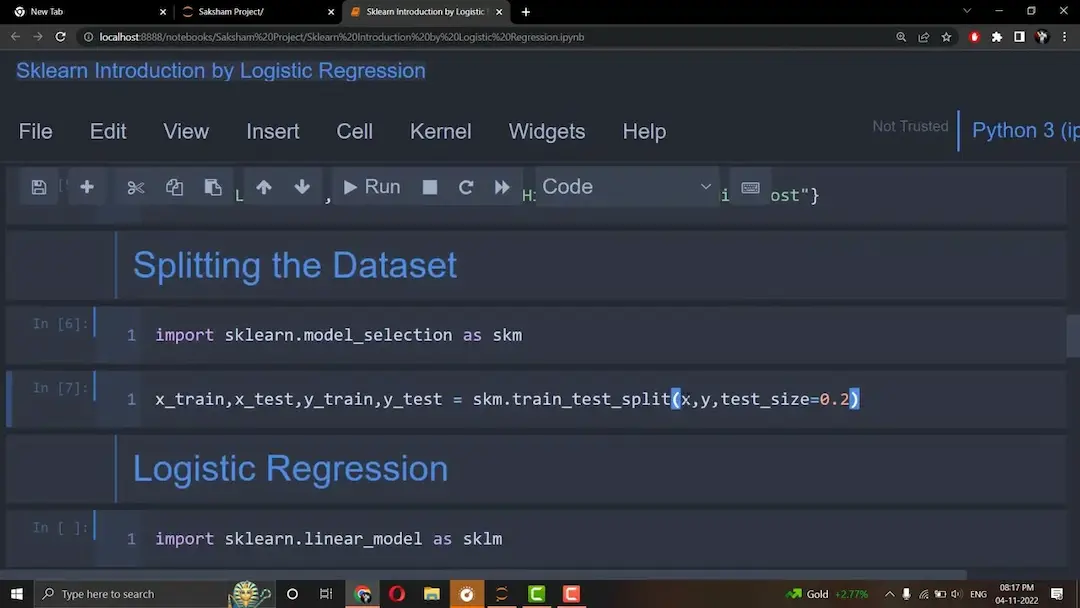 New Tab
Saksham Project/
Sklearn Introduction by Logistic
localhost:8888/notebooks/Saksham%20Project/Sklearn%20Introduction%20by%20Logistic%20Regression.ipynb
Sklearn Introduction by Logistic Regression
File Edit View Insert Cell Kernel Widgets Help
Not Trusted
Python 3 (ip
Run
Code
ost"}
Splitting the Dataset
In [6]:
1 import sklearn.model_selection as skm
In [7]:
1 x_train,x_test,y_train,y_test = skm.train_test_split(x,y,test_size=0.2)
Logistic Regression
In [ ]:
1 import sklearn.linear_model as sklm
Type here to search
Gold +2.77%
ENG
08:17 PM
04-11-2022